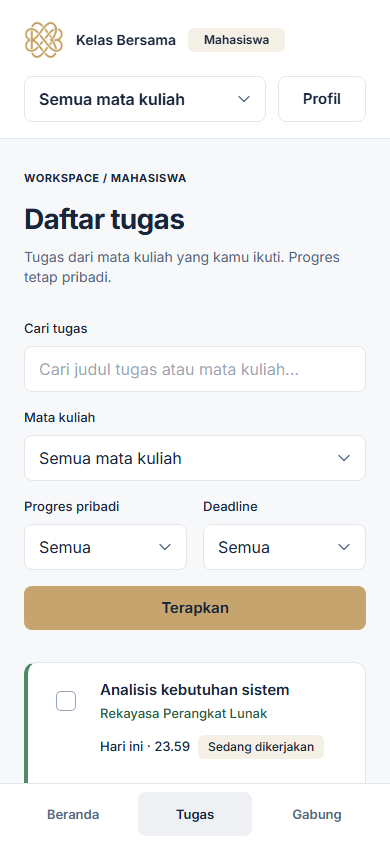 Kelas Bersama
Mahasiswa
Semua mata kuliah
Profil
WORKSPACE / MAHASISWA
Daftar tugas
Tugas dari mata kuliah yang kamu ikuti. Progres
tetap pribadi.
Cari tugas
Cari judul tugas atau mata kuliah...
Mata kuliah
Semua mata kuliah
Progres pribadi
Deadline
Semua
Semua
Terapkan
Analisis kebutuhan sistem
Rekayasa Perangkat Lunak
Hari ini · 23.59
Sedang dikerjakan
Beranda
Tugas
Gabung